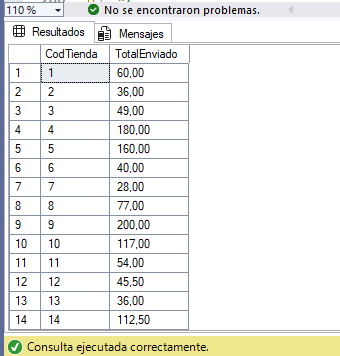 110 %
No se encontraron problemas.
Resultados Mensajes
CodTienda TotalEnviado
1 1 60,00
2 2 36,00
3 3 49,00
4 4 180,00
5 5 160,00
6 6 40,00
7 7 28,00
8 8 77,00
9 9 200,00
10 10 117,00
11 11 54,00
12 12 45,50
13 13 36,00
14 14 112,50
Consulta ejecutada correctamente.